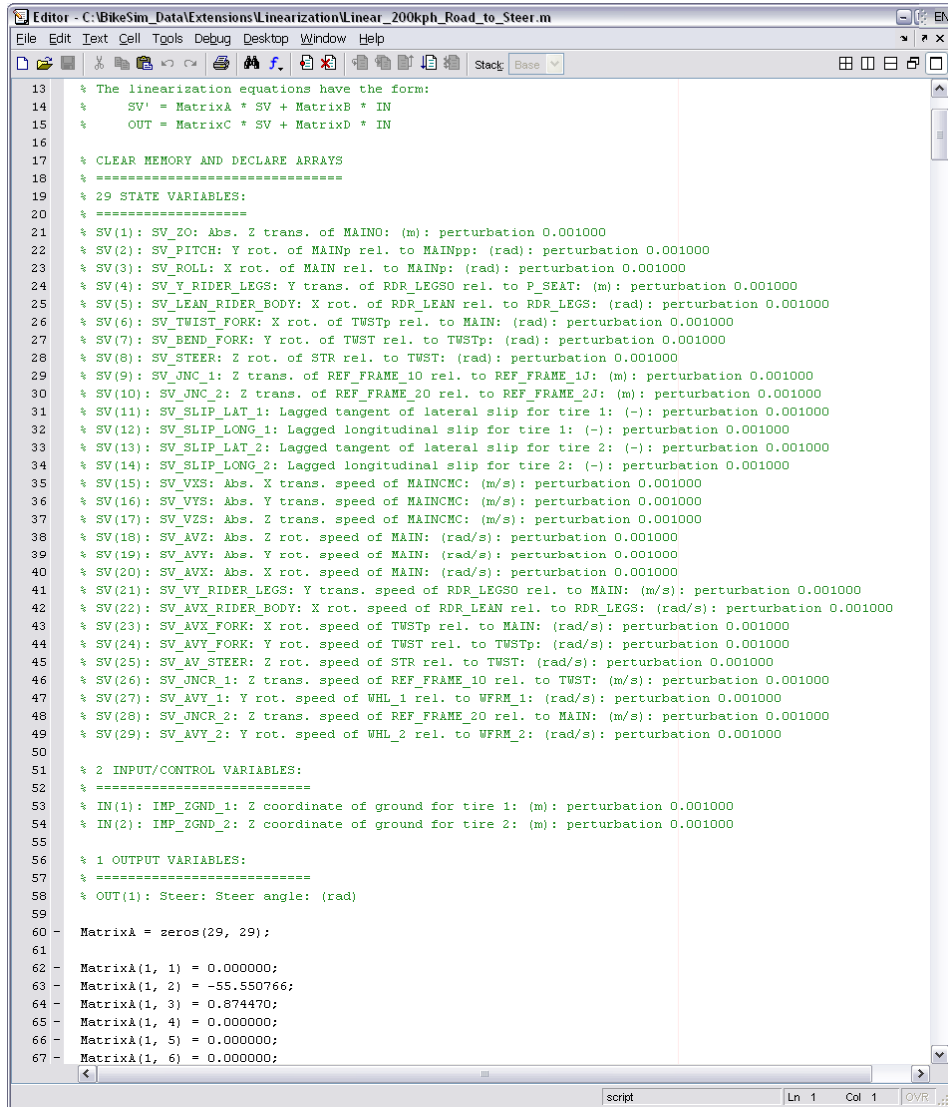 Editor - C:\BikeSim_Data\Extensions\Linearization\Linear_200kph_Road_to_Steer.m
EN
File Edit Text Cell Tools Debug Desktop Window Help
Stack: Base
13 % The linearization equations have the form:
14 % SV' = MatrixA * SV + MatrixB * IN
15 % OUT = MatrixC * SV + MatrixD * IN
16
17 % CLEAR MEMORY AND DECLARE ARRAYS
18 % ================================
19 % 29 STATE VARIABLES:
20 % ===================
21 % SV(1): SV_ZO: Abs. Z trans. of MAINO: (m): perturbation 0.001000
22 % SV(2): SV_PITCH: Y rot. of MAINp rel. to MAINpp: (rad): perturbation 0.001000
23 % SV(3): SV_ROLL: X rot. of MAIN rel. to MAINp: (rad): perturbation 0.001000
24 % SV(4): SV_Y_RIDER_LEGS: Y trans. of RDR_LEGSO rel. to P_SEAT: (m): perturbation 0.001000
25 % SV(5): SV_LEAN_RIDER_BODY: X rot. of RDR_LEAN rel. to RDR_LEGS: (rad): perturbation 0.001000
26 % SV(6): SV_TWIST_FORK: X rot. of TWSTp rel. to MAIN: (rad): perturbation 0.001000
27 % SV(7): SV_BEND_FORK: Y rot. of TWST rel. to TWSTp: (rad): perturbation 0.001000
28 % SV(8): SV_STEER: Z rot. of STR rel. to TWST: (rad): perturbation 0.001000
29 % SV(9): SV_JNC_1: Z trans. of REF_FRAME_1O rel. to REF_FRAME_1J: (m): perturbation 0.001000
30 % SV(10): SV_JNC_2: Z trans. of REF_FRAME_2O rel. to REF_FRAME_2J: (m): perturbation 0.001000
31 % SV(11): SV_SLIP_LAT_1: Lagged tangent of lateral slip for tire 1: (-): perturbation 0.001000
32 % SV(12): SV_SLIP_LONG_1: Lagged longitudinal slip for tire 1: (-): perturbation 0.001000
33 % SV(13): SV_SLIP_LAT_2: Lagged tangent of lateral slip for tire 2: (-): perturbation 0.001000
34 % SV(14): SV_SLIP_LONG_2: Lagged longitudinal slip for tire 2: (-): perturbation 0.001000
35 % SV(15): SV_VXS: Abs. X trans. speed of MAINCMC: (m/s): perturbation 0.001000
36 % SV(16): SV_VYS: Abs. Y trans. speed of MAINCMC: (m/s): perturbation 0.001000
37 % SV(17): SV_VZS: Abs. Z trans. speed of MAINCMC: (m/s): perturbation 0.001000
38 % SV(18): SV_AVZ: Abs. Z rot. speed of MAIN: (rad/s): perturbation 0.001000
39 % SV(19): SV_AVY: Abs. Y rot. speed of MAIN: (rad/s): perturbation 0.001000
40 % SV(20): SV_AVX: Abs. X rot. speed of MAIN: (rad/s): perturbation 0.001000
41 % SV(21): SV_VY_RIDER_LEGS: Y trans. speed of RDR_LEGSO rel. to MAIN: (m/s): perturbation 0.001000
42 % SV(22): SV_AVX_RIDER_BODY: X rot. speed of RDR_LEAN rel. to RDR_LEGS: (rad/s): perturbation 0.001000
43 % SV(23): SV_AVX_FORK: X rot. speed of TWSTp rel. to MAIN: (rad/s): perturbation 0.001000
44 % SV(24): SV_AVY_FORK: Y rot. speed of TWST rel. to TWSTp: (rad/s): perturbation 0.001000
45 % SV(25): SV_AV_STEER: Z rot. speed of STR rel. to TWST: (rad/s): perturbation 0.001000
46 % SV(26): SV_JNCR_1: Z trans. speed of REF_FRAME_1O rel. to TWST: (m/s): perturbation 0.001000
47 % SV(27): SV_AVY_1: Y rot. speed of WHL_1 rel. to WFRM_1: (rad/s): perturbation 0.001000
48 % SV(28): SV_JNCR_2: Z trans. speed of REF_FRAME_2O rel. to MAIN: (m/s): perturbation 0.001000
49 % SV(29): SV_AVY_2: Y rot. speed of WHL_2 rel. to WFRM_2: (rad/s): perturbation 0.001000
50
51 % 2 INPUT/CONTROL VARIABLES:
52 % ===========================
53 % IN(1): IMP_ZGND_1: Z coordinate of ground for tire 1: (m): perturbation 0.001000
54 % IN(2): IMP_ZGND_2: Z coordinate of ground for tire 2: (m): perturbation 0.001000
55
56 % 1 OUTPUT VARIABLES:
57 % ===========================
58 % OUT(1): Steer: Steer angle: (rad)
59
60 - MatrixA = zeros(29, 29);
61
62 - MatrixA(1, 1) = 0.000000;
63 - MatrixA(1, 2) = -55.550766;
64 - MatrixA(1, 3) = 0.874470;
65 - MatrixA(1, 4) = 0.000000;
66 - MatrixA(1, 5) = 0.000000;
67 - MatrixA(1, 6) = 0.000000;
script Ln 1 Col 1 OVR